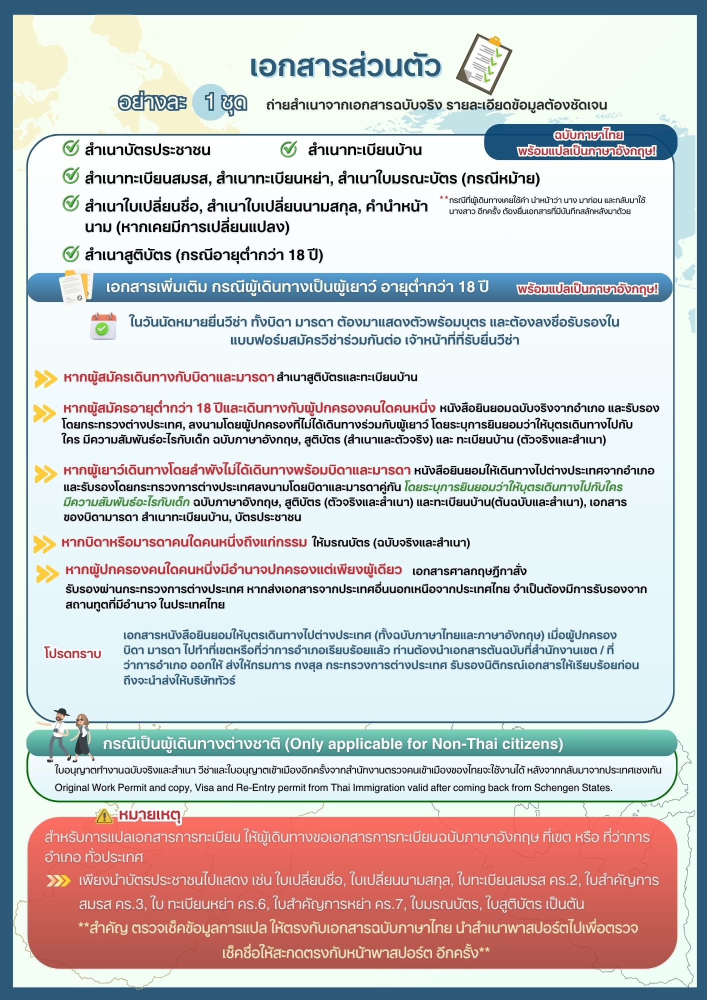 เอกสารส่วนตัว
อย่างละ 1 ชุด ถ่ายสำเนาจากเอกสารฉบับจริง รายละเอียดข้อมูลต้องชัดเจน
ฉบับภาษาไทย
พร้อมแปลเป็นภาษาอังกฤษ!
สำเนาบัตรประชาชน สำเนาทะเบียนบ้าน
สำเนาทะเบียนสมรส, สำเนาทะเบียนหย่า, สำเนาใบมรณะบัตร (กรณีหม้าย)
สำเนาใบเปลี่ยนชื่อ, สำเนาใบเปลี่ยนนามสกุล, คำนำหน้า
นาม (หากเคยมีการเปลี่ยนแปลง)
**กรณีที่ผู้เดินทางเคยใช้คำ นำหน้าว่า นาง มาก่อน และกลับมาใช้
นางสาว อีกครั้ง ต้องยื่นเอกสารที่มีบันทึกสลักหลังมาด้วย
สำเนาสูติบัตร (กรณีอายุต่ำกว่า 18 ปี)
เอกสารเพิ่มเติม กรณีผู้เดินทางเป็นผู้เยาว์ อายุต่ำกว่า 18 ปี พร้อมแปลเป็นภาษาอังกฤษ!
ในวันนัดหมายยื่นวีซ่า ทั้งบิดา มารดา ต้องมาแสดงตัวพร้อมบุตร และต้องลงชื่อรับรองใน
แบบฟอร์มสมัครวีซ่าร่วมกันต่อ เจ้าหน้าที่ที่รับยื่นวีซ่า
หากผู้สมัครเดินทางกับบิดาและมารดา สำเนาสูติบัตรและทะเบียนบ้าน
หากผู้สมัครอายุต่ำกว่า 18 ปีและเดินทางกับผู้ปกครองคนใดคนหนึ่ง หนังสือยินยอมฉบับจริงจากอำเภอ และรับรอง
โดยกระทรวงต่างประเทศ, ลงนามโดยผู้ปกครองที่ไม่ได้เดินทางร่วมกับผู้เยาว์ โดยระบุการยินยอมว่าให้บุตรเดินทางไปกับ
ใคร มีความสัมพันธ์อะไรกับเด็ก ฉบับภาษาอังกฤษ, สูติบัตร (สำเนาและตัวจริง) และ ทะเบียนบ้าน (ตัวจริงและสำเนา)
หากผู้เยาว์เดินทางโดยลำพังไม่ได้เดินทางพร้อมบิดาและมารดา หนังสือยินยอมให้เดินทางไปต่างประเทศจากอำเภอ
และรับรองโดยกระทรวงการต่างประเทศลงนามโดยบิดาและมารดาคู่กัน โดยระบุการยินยอมว่าให้บุตรเดินทางไปกับใคร
มีความสัมพันธ์อะไรกับเด็ก ฉบับภาษาอังกฤษ, สูติบัตร (ตัวจริงและสำเนา) และทะเบียนบ้าน(ต้นฉบับและสำเนา), เอกสาร
ของบิดามารดา สำเนาทะเบียนบ้าน, บัตรประชาชน
หากบิดาหรือมารดาคนใดคนหนึ่งถึงแก่กรรม ให้มรณบัตร (ฉบับจริงและสำเนา)
หากผู้ปกครองคนใดคนหนึ่งมีอำนาจปกครองแต่เพียงผู้เดียว เอกสารศาลกฤษฎีกาสั่ง
รับรองผ่านกระทรวงการต่างประเทศ หากส่งเอกสารจากประเทศอื่นนอกเหนือจากประเทศไทย จำเป็นต้องมีการรับรองจาก
สถานทูตที่มีอำนาจ ในประเทศไทย
โปรดทราบ
เอกสารหนังสือยินยอมให้บุตรเดินทางไปต่างประเทศ (ทั้งฉบับภาษาไทยและภาษาอังกฤษ) เมื่อผู้ปกครอง
บิดา มารดา ไปทำที่เขตหรือที่ว่าการอำเภอเรียบร้อยแล้ว ท่านต้องนำเอกสารต้นฉบับที่สำนักงานเขต / ที่
ว่าการอำเภอ ออกให้ ส่งให้กรมการ กงสุล กระทรวงการต่างประเทศ รับรองนิติกรณ์เอกสารให้เรียบร้อยก่อน
ถึงจะนำส่งให้บริษัททัวร์
กรณีเป็นผู้เดินทางต่างชาติ (Only applicable for Non-Thai citizens)
ใบอนุญาตทำงานฉบับจริงและสำเนา วีซ่าและใบอนุญาตเข้าเมืองอีกครั้งจากสำนักงานตรวจคนเข้าเมืองของไทยจะใช้งานได้ หลังจากกลับมาจากประเทศเชงเก้น
Original Work Permit and copy, Visa and Re-Entry permit from Thai Immigration valid after coming back from Schengen States.
หมายเหตุ
สำหรับการแปลเอกสารการทะเบียน ให้ผู้เดินทางขอเอกสารการทะเบียนฉบับภาษาอังกฤษ ที่เขต หรือ ที่ว่าการ
อำเภอ ทั่วประเทศ
เพียงนำบัตรประชาชนไปแสดง เช่น ใบเปลี่ยนชื่อ, ใบเปลี่ยนนามสกุล, ใบทะเบียนสมรส คร.2, ใบสำคัญการ
สมรส คร.3, ใบ ทะเบียนหย่า คร.6, ใบสำคัญการหย่า คร.7, ใบมรณบัตร, ใบสูติบัตร เป็นต้น
**สำคัญ ตรวจเช็คข้อมูลการแปล ให้ตรงกับเอกสารฉบับภาษาไทย นำสำเนาพาสปอร์ตไปเพื่อตรวจ
เช็คชื่อให้สะกดตรงกับหน้าพาสปอร์ต อีกครั้ง**